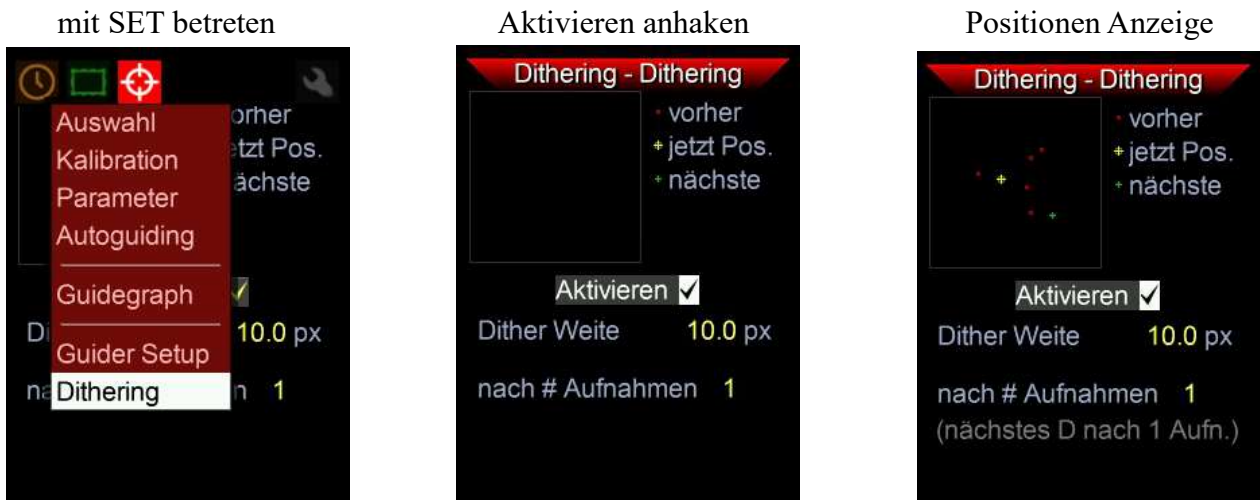 mit SET betreten
Auswahl
Kalibration
Parameter
Autoguiding
Guidegraph
Guider Setup
Dithering
orher
tzt Pos.
ächste
10.0 px
1
Aktivieren anhaken
Dithering - Dithering
vorher
jetzt Pos.
nächste
Aktivieren
Dither Weite 10.0 px
nach # Aufnahmen 1
Positionen Anzeige
Dithering - Dithering
vorher
jetzt Pos.
nächste
Aktivieren
Dither Weite 10.0 px
nach # Aufnahmen 1
(nächstes D nach 1 Aufn.)